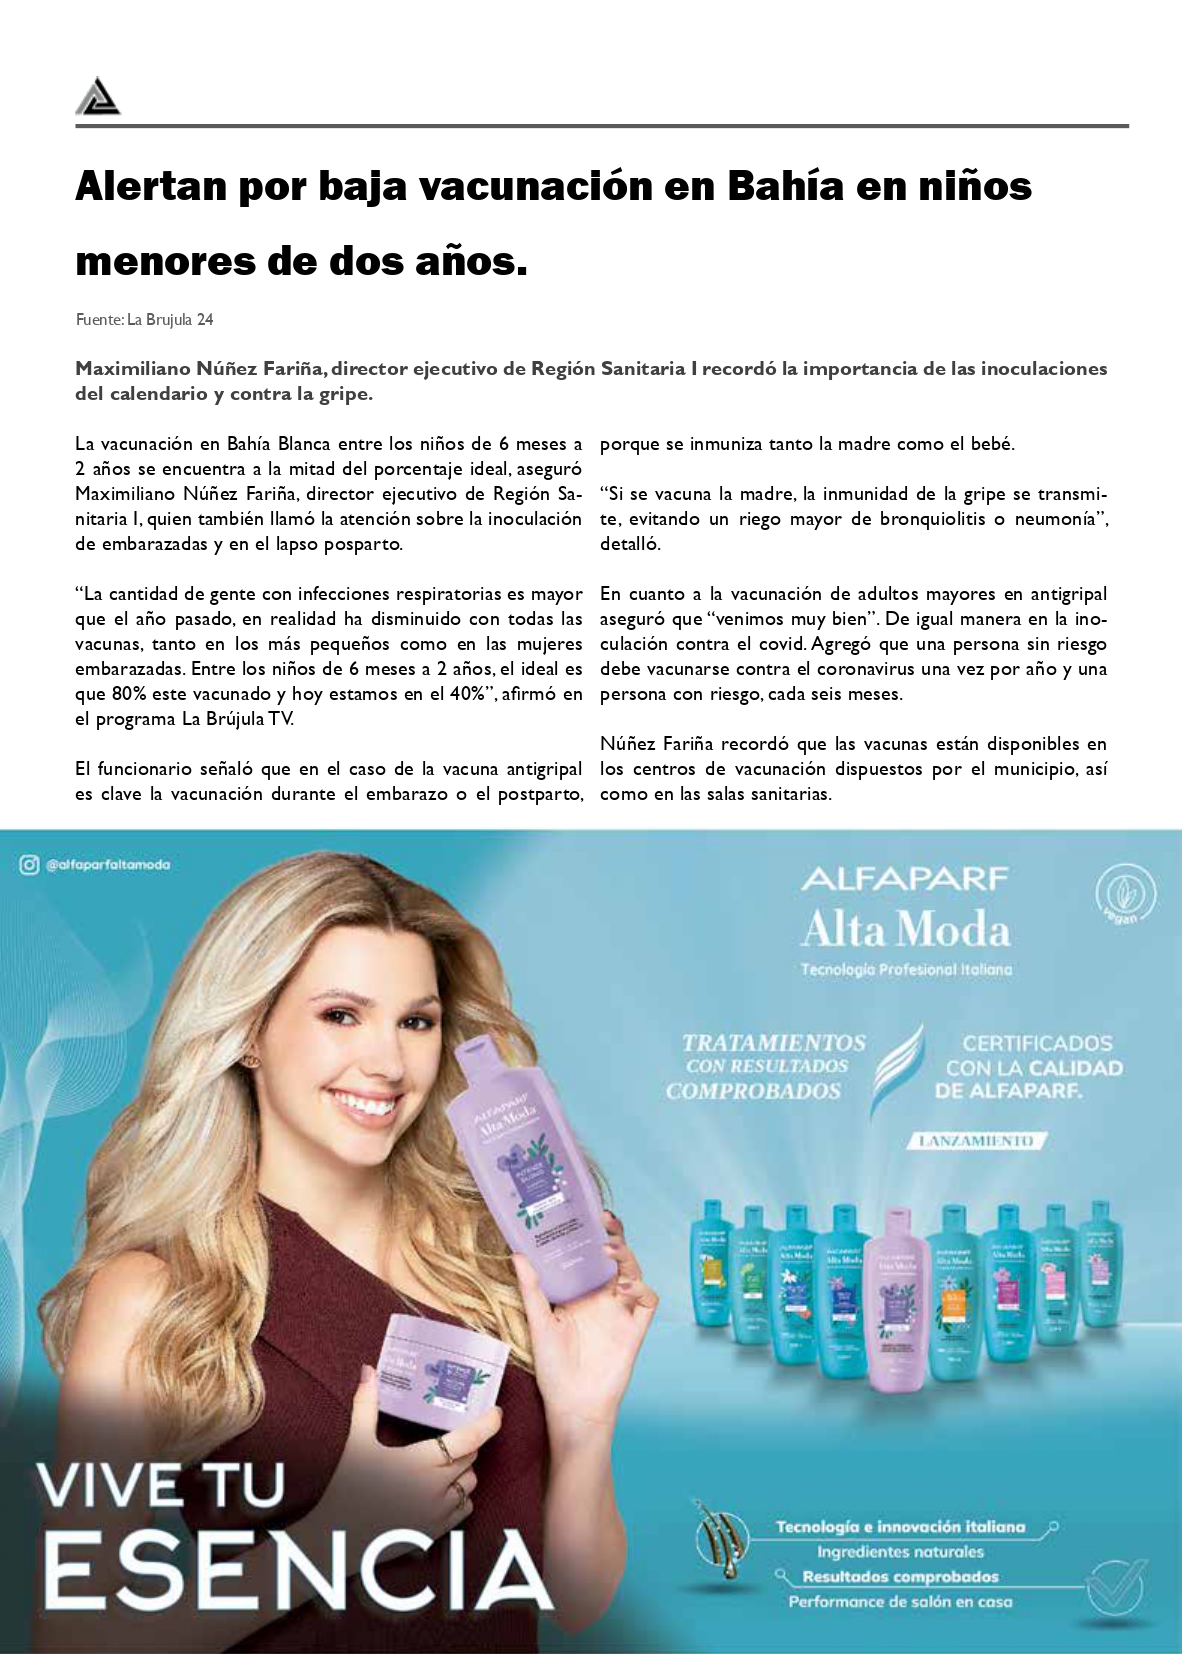 Alertan por baja vacunación en Bahía en niños
menores de dos años.
Fuente: La Brujula 24
Maximiliano Núñez Fariña, director ejecutivo de Región Sanitaria I recordó la importancia de las inoculaciones
del calendario y contra la gripe.
La vacunación en Bahía Blanca entre los niños de 6 meses a
2 años se encuentra a la mitad del porcentaje ideal, aseguró
Maximiliano Núñez Fariña, director ejecutivo de Región Sa-
nitaria I, quien también llamó la atención sobre la inoculación
de embarazadas y en el lapso posparto.
“La cantidad de gente con infecciones respiratorias es mayor
que el año pasado, en realidad ha disminuido con todas las
vacunas, tanto en los más pequeños como en las mujeres
embarazadas. Entre los niños de 6 meses a 2 años, el ideal es
que 80% este vacunado y hoy estamos en el 40%”, afirmó en
el programa La Brújula TV.
El funcionario señaló que en el caso de la vacuna antigripal
es clave la vacunación durante el embarazo o el postparto,
porque se inmuniza tanto la madre como el bebé.
“Si se vacuna la madre, la inmunidad de la gripe se transmi-
te, evitando un riego mayor de bronquiolitis o neumonía”,
detalló.
En cuanto a la vacunación de adultos mayores en antigripal
aseguró que “venimos muy bien”. De igual manera en la ino-
culación contra el covid. Agregó que una persona sin riesgo
debe vacunarse contra el coronavirus una vez por año y una
persona con riesgo, cada seis meses.
Núñez Fariña recordó que las vacunas están disponibles en
los centros de vacunación dispuestos por el municipio, así
como en las salas sanitarias.
@alfaparfaltamoda
ALFAPARF
Alta Moda
Tecnología Profesional Italiana
vegan
TRATAMIENTOS
CON RESULTADOS
COMPROBADOS
CERTIFICADOS
CON LA CALIDAD
DE ALFAPARF.
LANZAMIENTO
ALFAPARF
Alta Moda
INTENSE
BLOND
VIVE TU
ESENCIA
Tecnología e innovación italiana
Ingredientes naturales
Resultados comprobados
Performance de salón en casa